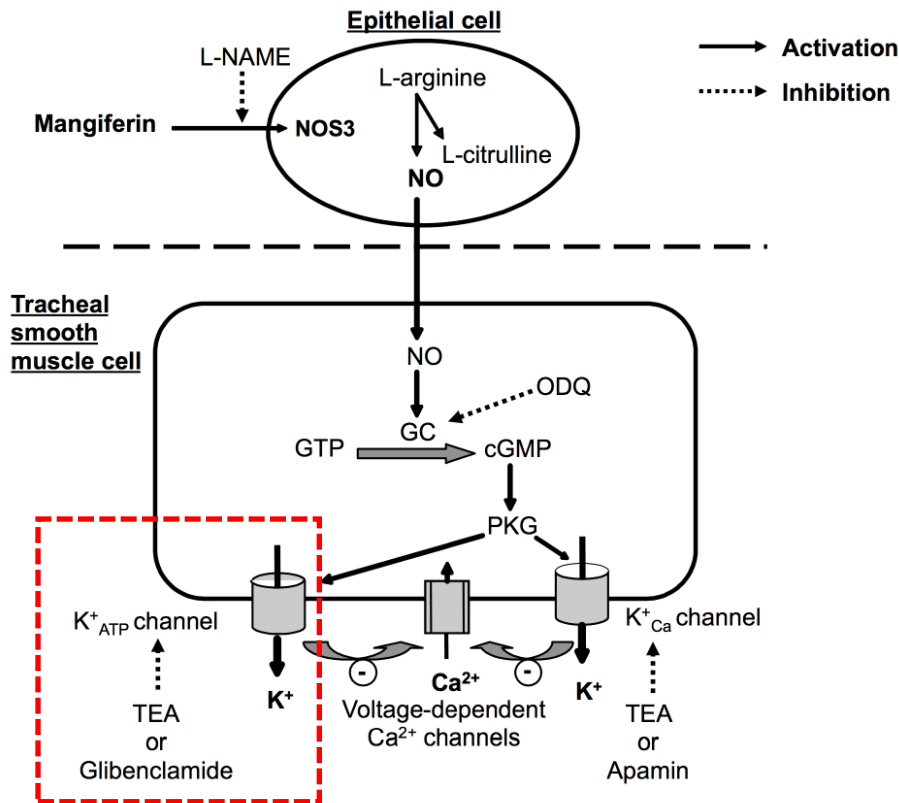 Epithelial cell
L-NAME
L-arginine
Activation
Inhibition
Mangiferin
NOS3
L-citrulline
NO
Tracheal
smooth
muscle cell
NO
ODQ
GC
GTP
cGMP
PKG
K⁺ATP channel
K⁺Ca channel
-
-
K⁺
Ca²⁺
K⁺
Voltage-dependent
Ca²⁺ channels
TEA
or
Glibenclamide
TEA
or
Apamin